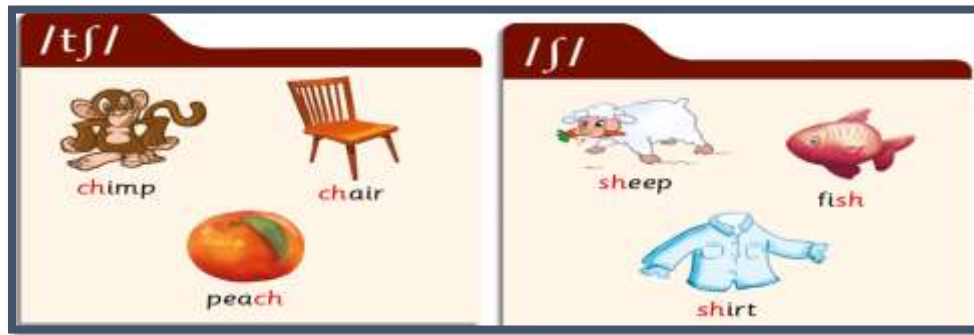 /tʃ/
chimp
chair
peach
/ʃ/
sheep
fish
shirt